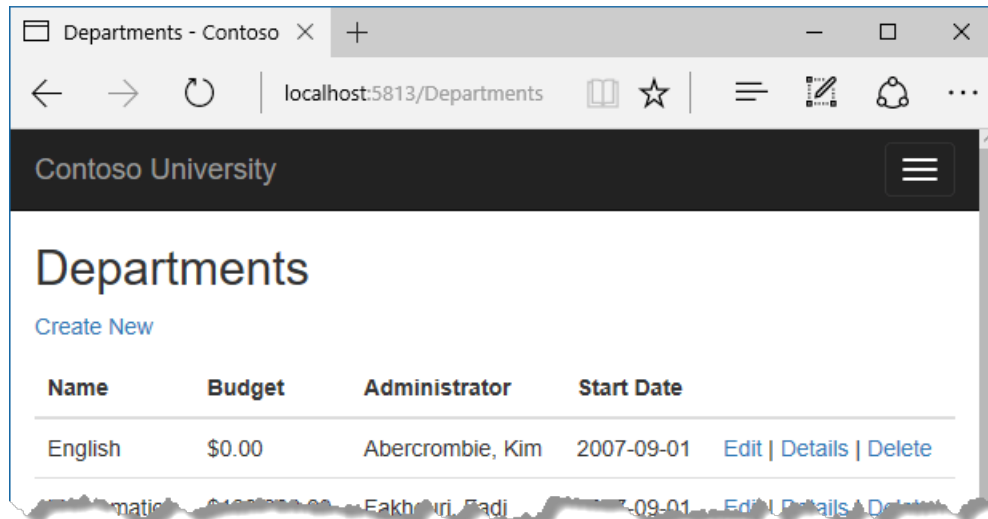 Departments - Contoso
localhost:5813/Departments
Contoso University
Departments
Create New
Name Budget Administrator Start Date
English $0.00 Abercrombie, Kim 2007-09-01 Edit | Details | Delete